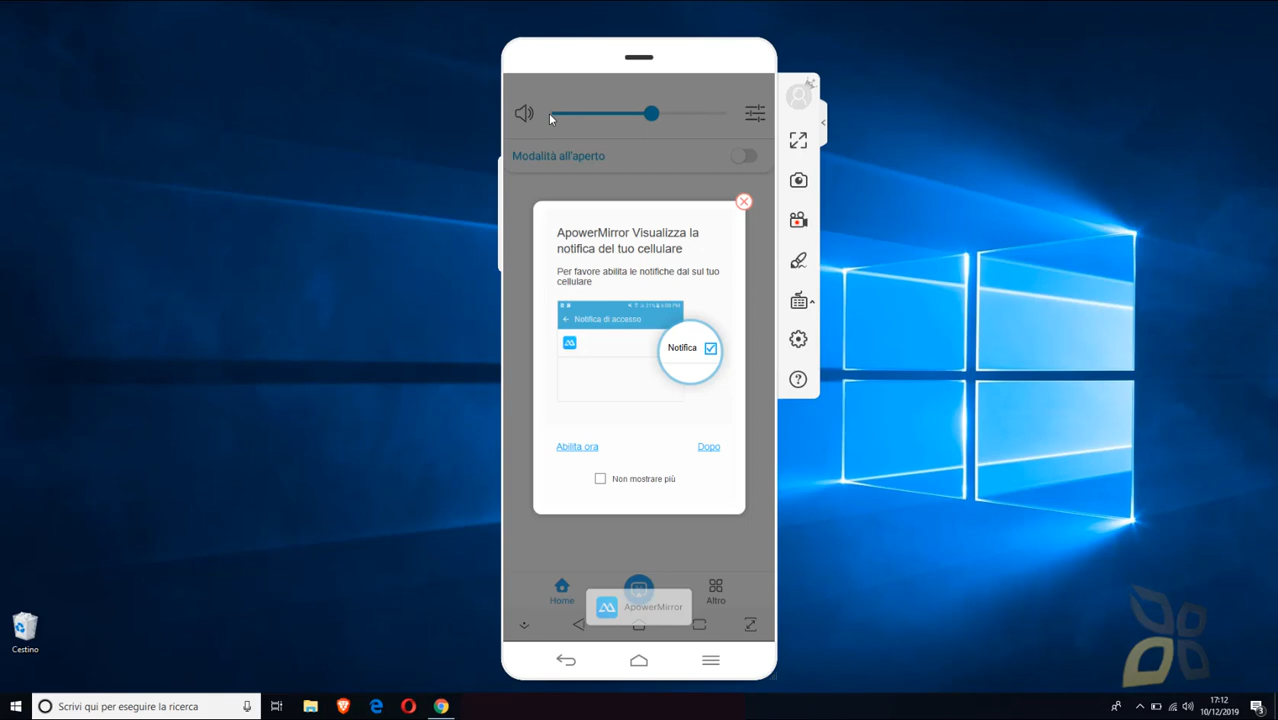 Modalità all'aperto
ApowerMirror Visualizza la
notifica del tuo cellulare
Per favore abilita le notifiche dal sul tuo
cellulare
Notifica di accesso
Notifica
Abilita ora
Dopo
Non mostrare più
Home
Altro
ApowerMirror
Cestino
Scrivi qui per eseguire la ricerca
17:12
10/12/2019
3